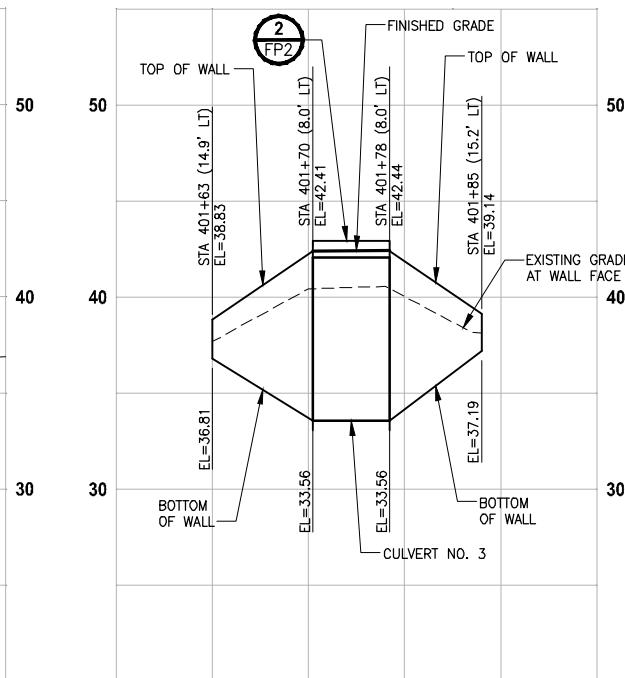 2
FP2
FINISHED GRADE
TOP OF WALL
TOP OF WALL
50
50
50
STA 401+63 (14.9' LT)
EL=38.83
STA 401+70 (8.0' LT)
EL=42.41
STA 401+78 (8.0' LT)
EL=42.44
STA 401+85 (15.2' LT)
EL=39.14
EXISTING GRADE
AT WALL FACE
40
40
40
EL=36.81
EL=33.56
EL=33.56
EL=37.19
30
30
30
BOTTOM
OF WALL
BOTTOM
OF WALL
CULVERT NO. 3